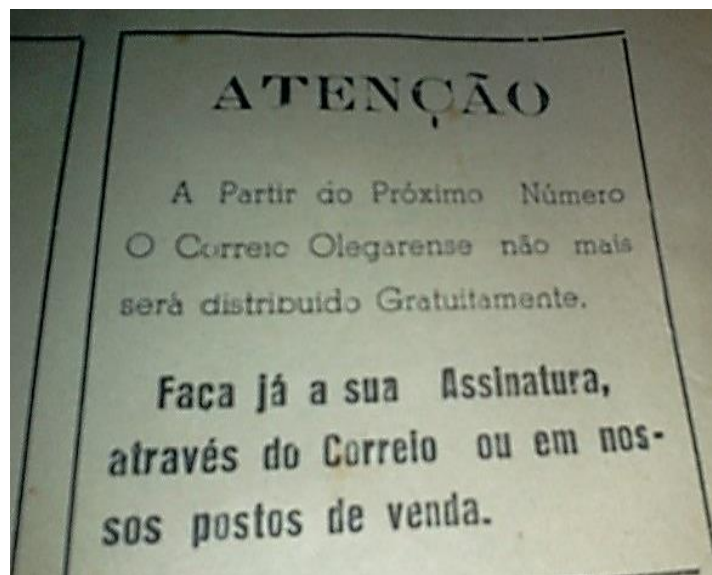 ATENÇÃO
A Partir do Próximo Número
O Correio Olegarense não mais
será distribuido Gratuitamente.
Faça já a sua Assinatura,
através do Correio ou em nos-
sos postos de venda.